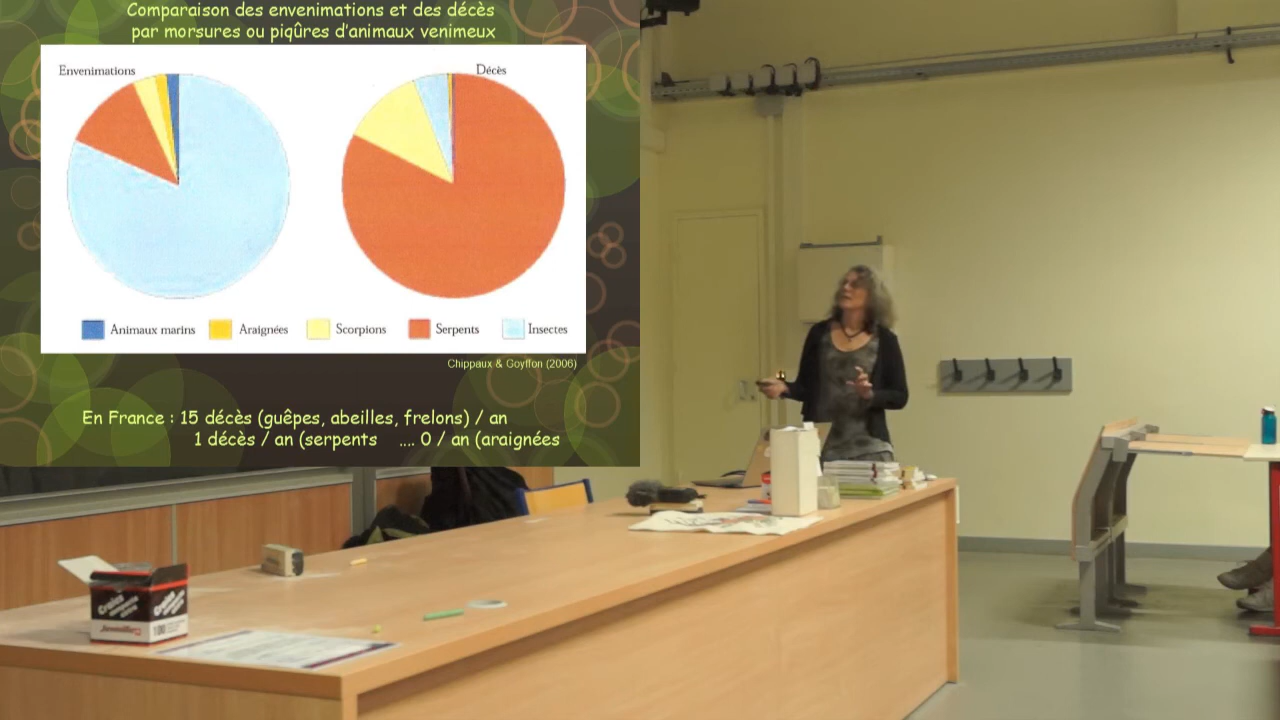 Comparaison des envenimations et des décès
par morsures ou piqûres d'animaux venimeux
Envenimations
Décès
Animaux marins
Araignées
Scorpions
Serpents
Insectes
Chippaux & Goyffon (2006)
En France : 15 décès (guêpes, abeilles, frelons) / an
1 décès / an (serpents .... 0 / an (araignées
Craies
100